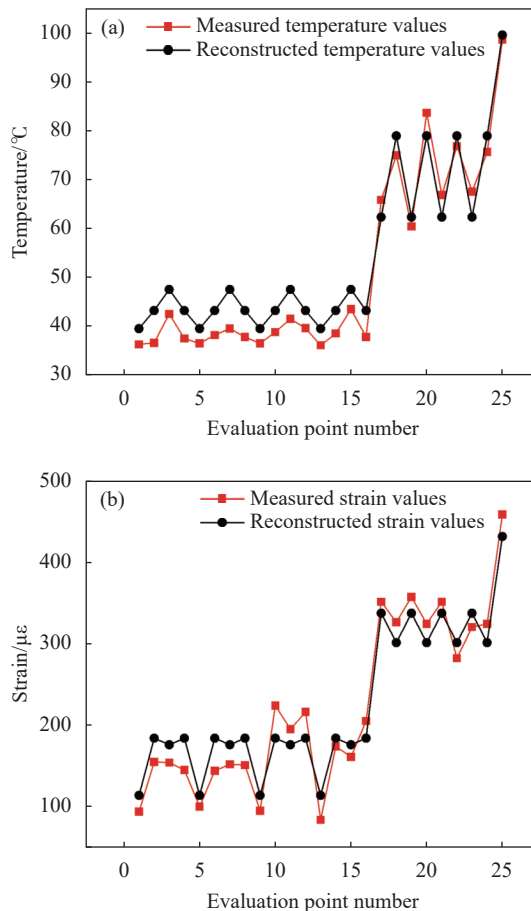 (a)
Measured temperature values
Reconstructed temperature values
Temperature/℃
100
90
80
70
60
50
40
30
0 5 10 15 20 25
Evaluation point number
(b)
Measured strain values
Reconstructed strain values
Strain/με
500
400
300
200
100
0 5 10 15 20 25
Evaluation point number